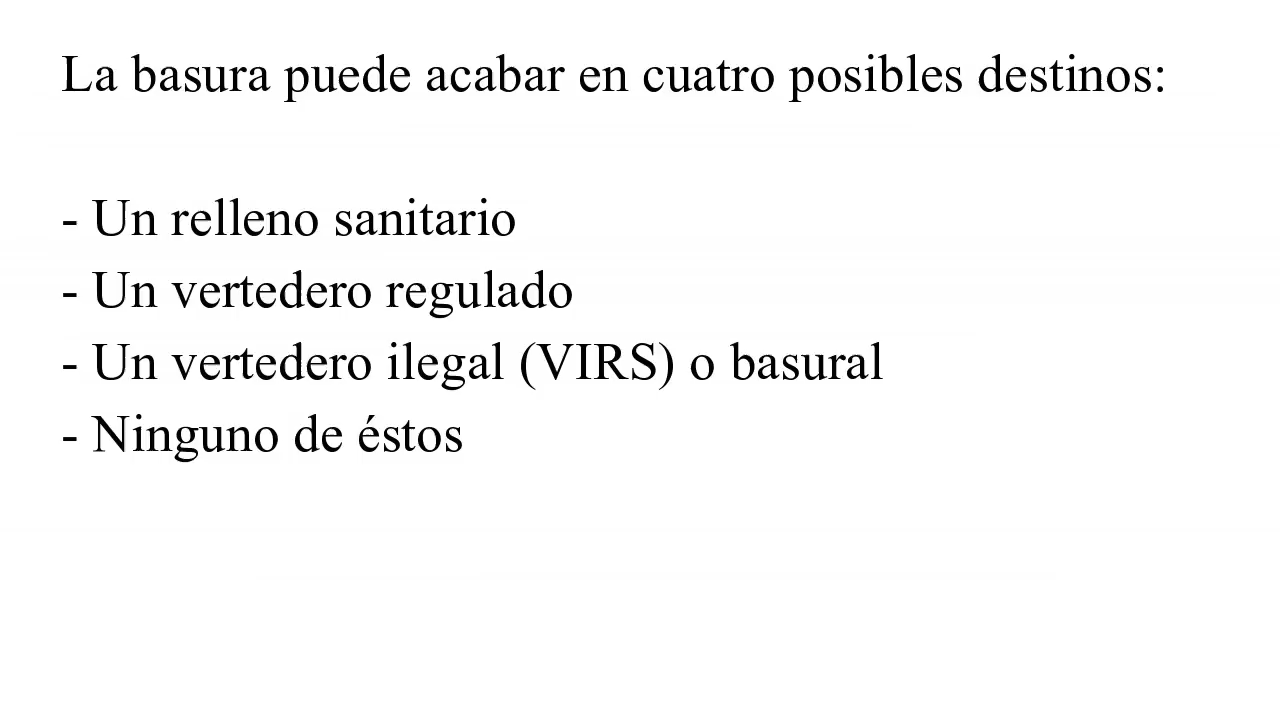 La basura puede acabar en cuatro posibles destinos:
- Un relleno sanitario
- Un vertedero regulado
- Un vertedero ilegal (VIRS) o basural
- Ninguno de éstos